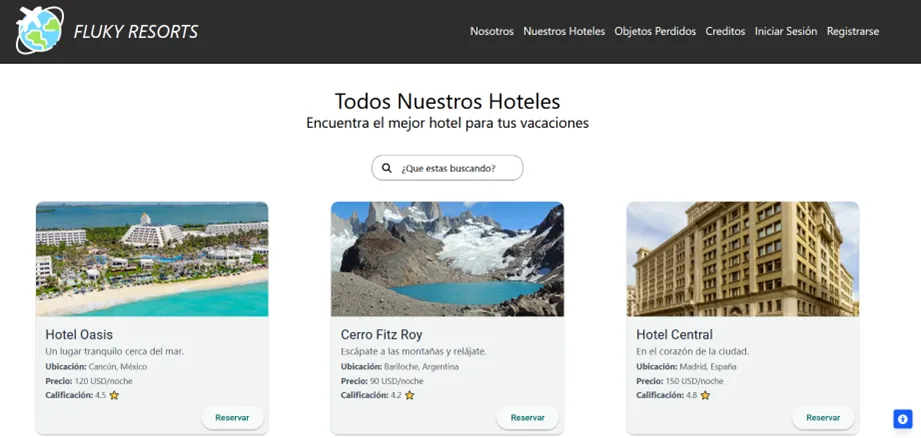 FLUKY RESORTS
Nosotros Nuestros Hoteles Objetos Perdidos Creditos Iniciar Sesión Registrarse
Todos Nuestros Hoteles
Encuentra el mejor hotel para tus vacaciones
¿Que estas buscando?
Hotel Oasis
Un lugar tranquilo cerca del mar.
Ubicación: Cancún, México
Precio: 120 USD/noche
Calificación: 4.5
Reservar
Cerro Fitz Roy
Escápate a las montañas y relájate.
Ubicación: Bariloche, Argentina
Precio: 90 USD/noche
Calificación: 4.2
Reservar
Hotel Central
En el corazón de la ciudad.
Ubicación: Madrid, España
Precio: 150 USD/noche
Calificación: 4.8
Reservar